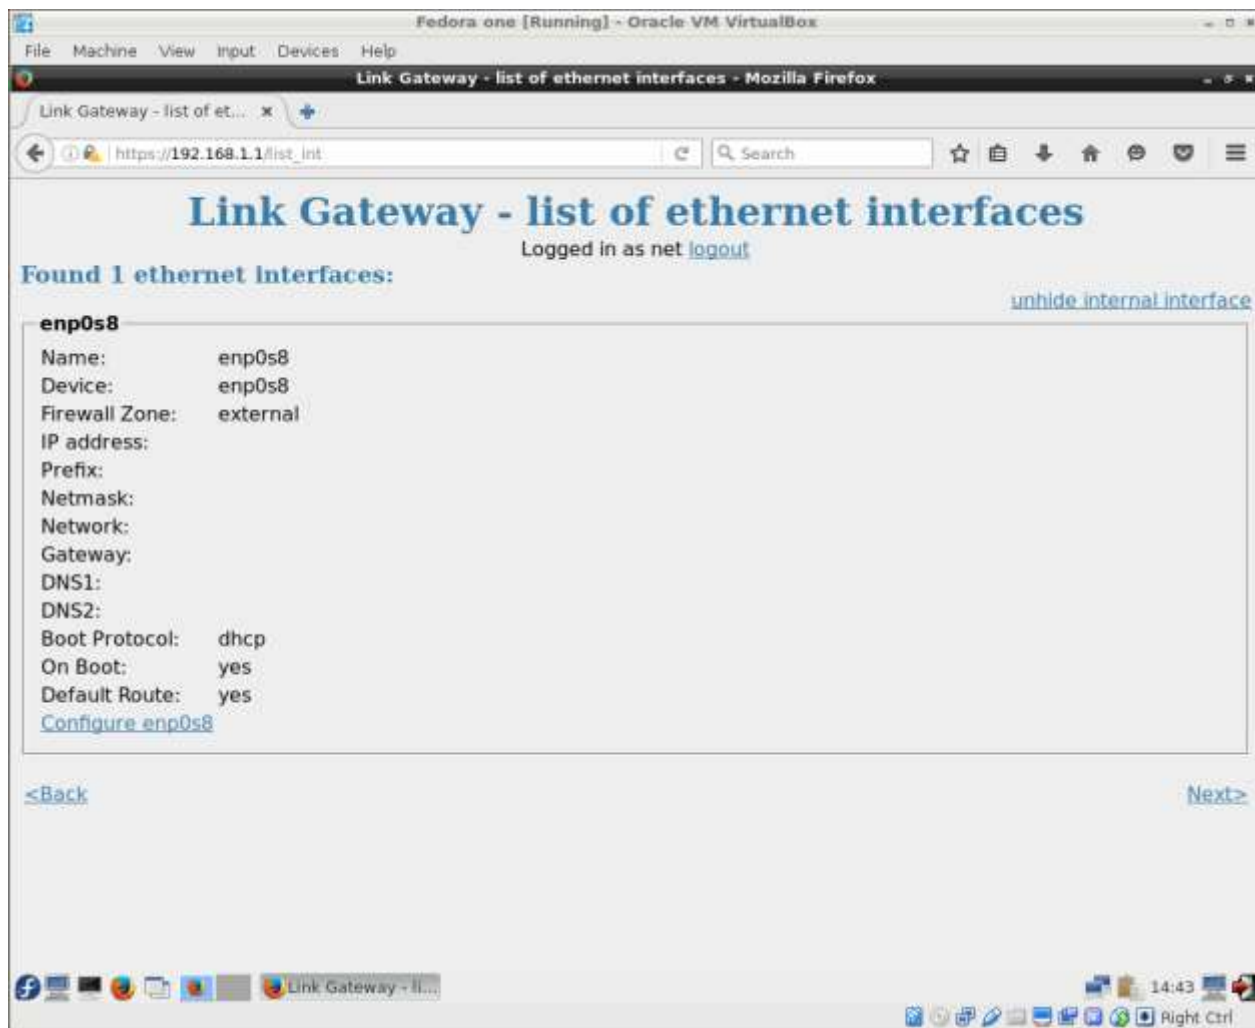 Fedora one [Running] - Oracle VM VirtualBox
File Machine View Input Devices Help
Link Gateway - list of ethernet interfaces - Mozilla Firefox
Link Gateway - list of et...
https://192.168.1.1/list_int
Search
Link Gateway - list of ethernet interfaces
Logged in as net logout
Found 1 ethernet interfaces:
unhide internal interface
enp0s8
Name: enp0s8
Device: enp0s8
Firewall Zone: external
IP address:
Prefix:
Netmask:
Network:
Gateway:
DNS1:
DNS2:
Boot Protocol: dhcp
On Boot: yes
Default Route: yes
Configure enp0s8
<Back Next>
Link Gateway - li...
14:43
Right Ctrl